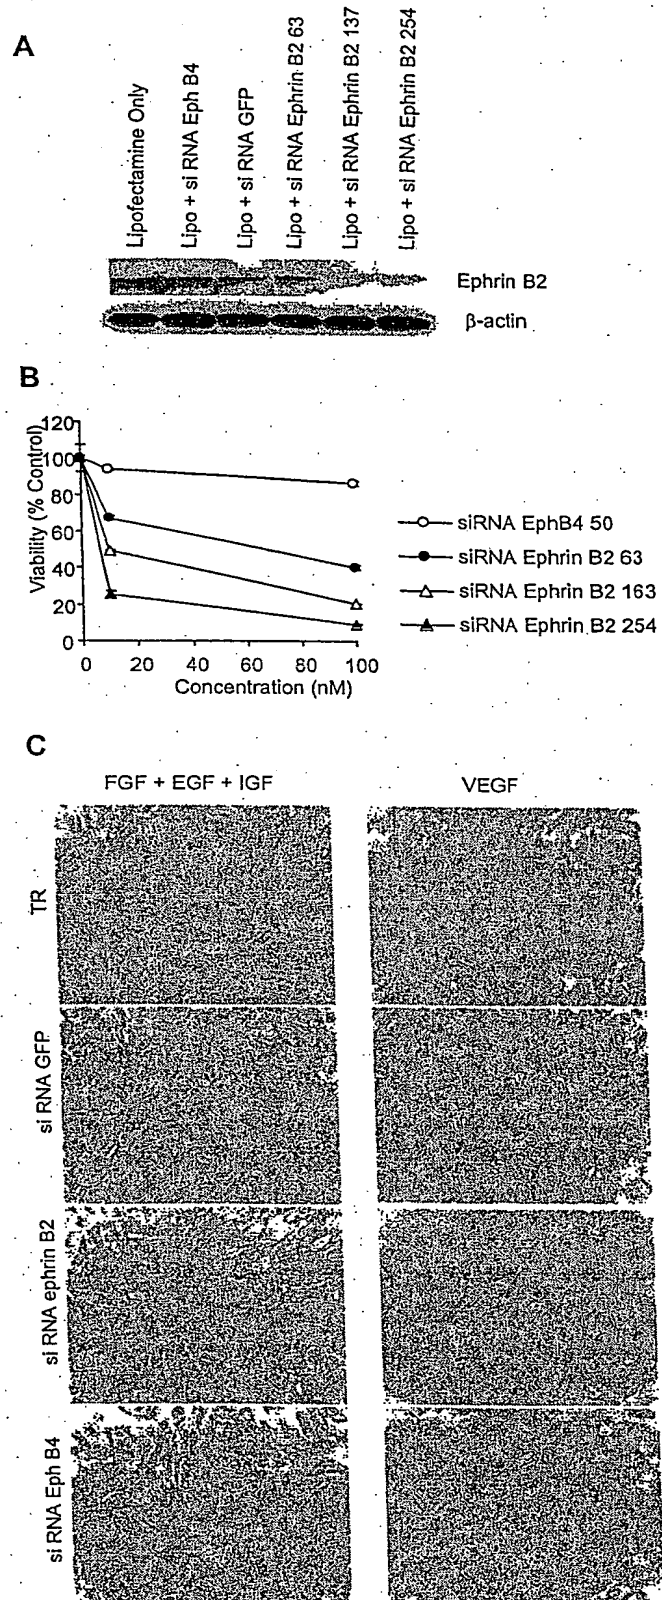 A
Lipofectamine Only
Lipo + si RNA Eph B4
Lipo + si RNA GFP
Lipo + si RNA Ephrin B2 63
Lipo + si RNA Ephrin B2 137
Lipo + si RNA Ephrin B2 254
Ephrin B2
β-actin
B
Viability (% Control)
120
100
80
60
40
20
0
0 20 40 60 80 100
Concentration (nM)
siRNA EphB4 50
siRNA Ephrin B2 63
siRNA Ephrin B2 163
siRNA Ephrin B2 254
C
FGF + EGF + IGF
VEGF
TR
si RNA GFP
si RNA ephrin B2
si RNA Eph B4